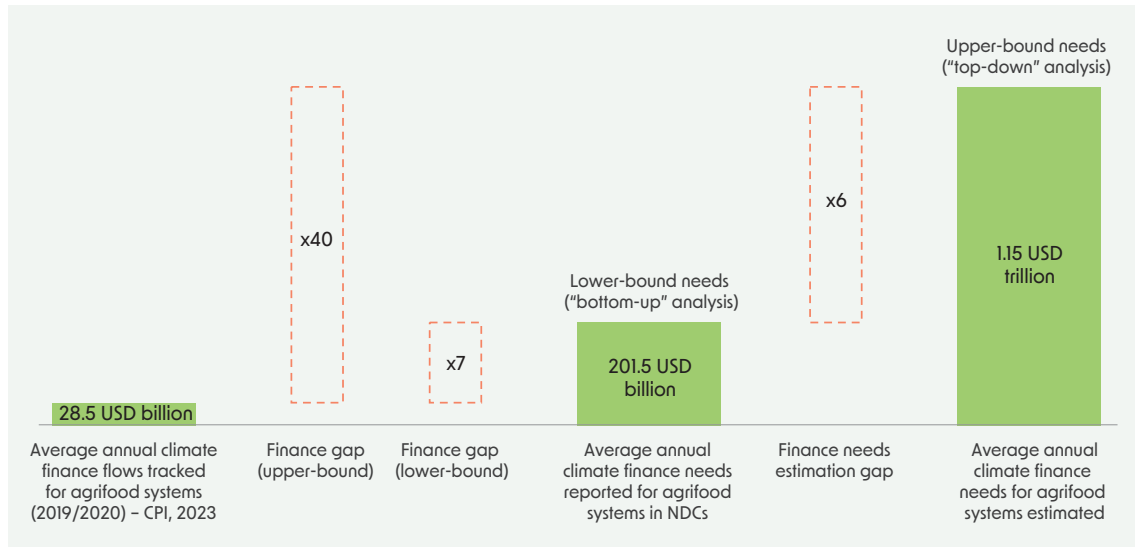 Upper-bound needs
(“top-down” analysis)
x40
x6
1.15 USD
trillion
Lower-bound needs
(“bottom-up” analysis)
x7
201.5 USD
billion
28.5 USD billion
Average annual climate
finance flows tracked
for agrifood systems
(2019/2020) – CPI, 2023
Finance gap
(upper-bound)
Finance gap
(lower-bound)
Average annual
climate finance needs
reported for agrifood
systems in NDCs
Finance needs
estimation gap
Average annual
climate finance
needs for agrifood
systems estimated